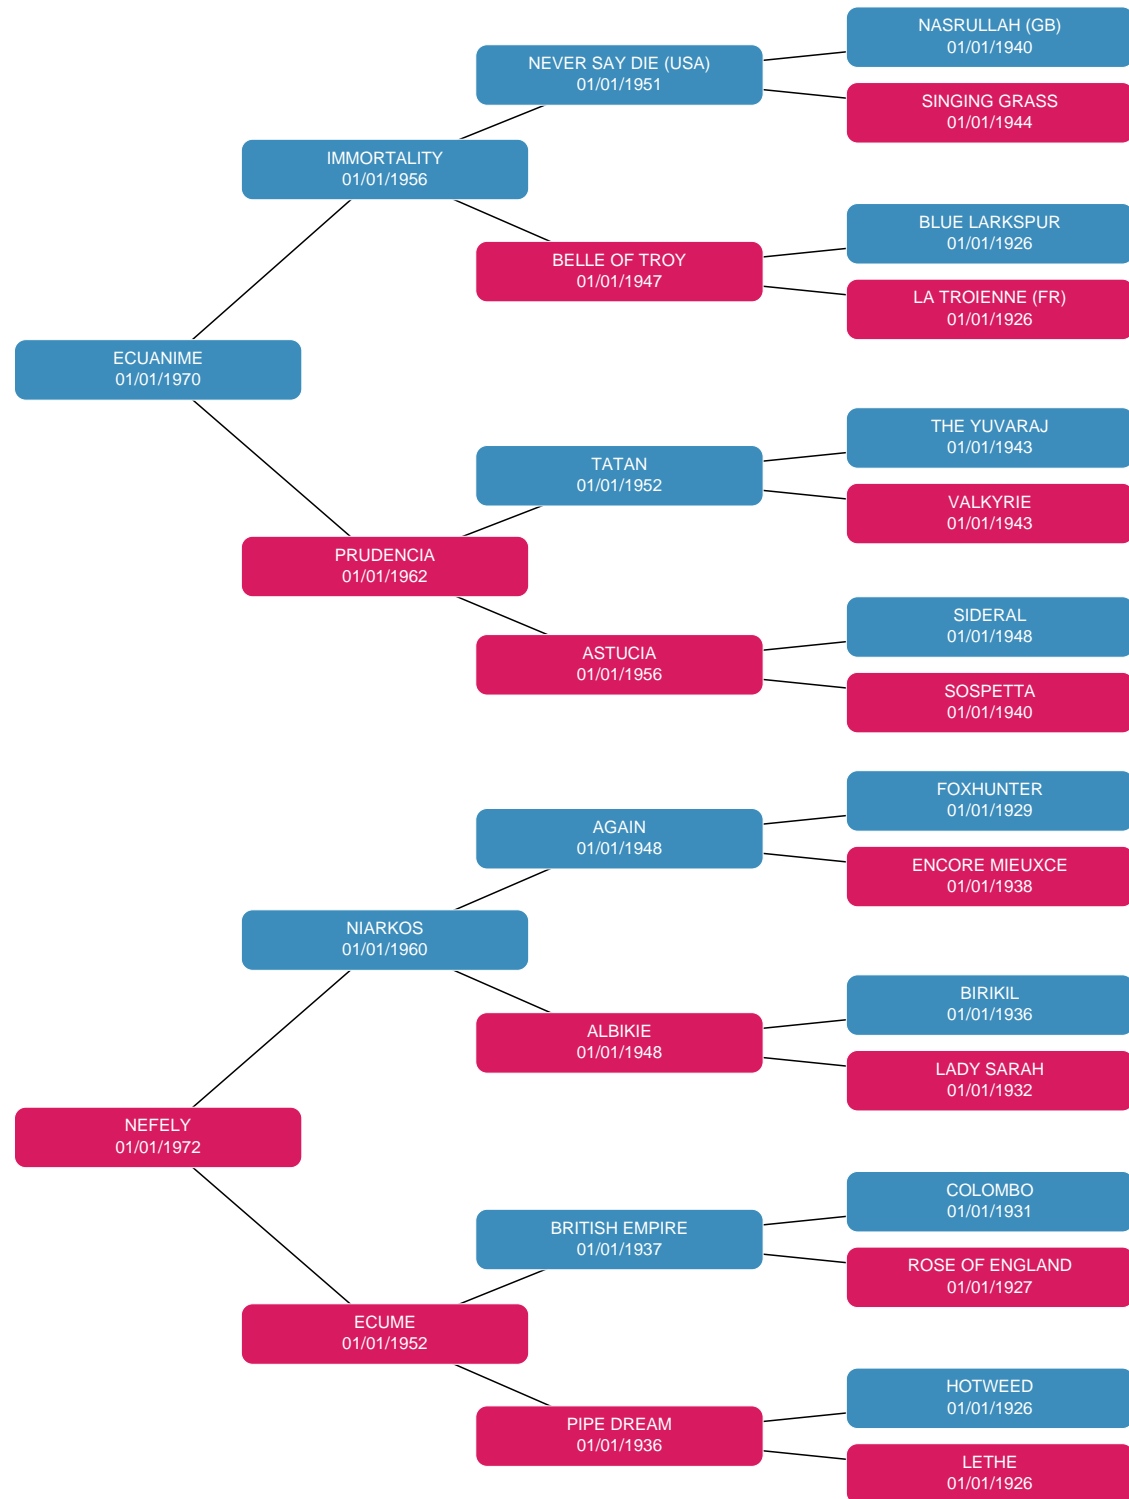 NASRULLAH (GB)
01/01/1940
NEVER SAY DIE (USA)
01/01/1951
SINGING GRASS
01/01/1944
IMMORTALITY
01/01/1956
BLUE LARKSPUR
01/01/1926
BELLE OF TROY
01/01/1947
LA TROIENNE (FR)
01/01/1926
ECUANIME
01/01/1970
THE YUVARAJ
01/01/1943
TATAN
01/01/1952
VALKYRIE
01/01/1943
PRUDENCIA
01/01/1962
SIDERAL
01/01/1948
ASTUCIA
01/01/1956
SOSPETTA
01/01/1940
FOXHUNTER
01/01/1929
AGAIN
01/01/1948
ENCORE MIEUXCE
01/01/1938
NIARKOS
01/01/1960
BIRIKIL
01/01/1936
ALBIKIE
01/01/1948
LADY SARAH
01/01/1932
NEFELY
01/01/1972
COLOMBO
01/01/1931
BRITISH EMPIRE
01/01/1937
ROSE OF ENGLAND
01/01/1927
ECUME
01/01/1952
HOTWEED
01/01/1926
PIPE DREAM
01/01/1936
LETHE
01/01/1926